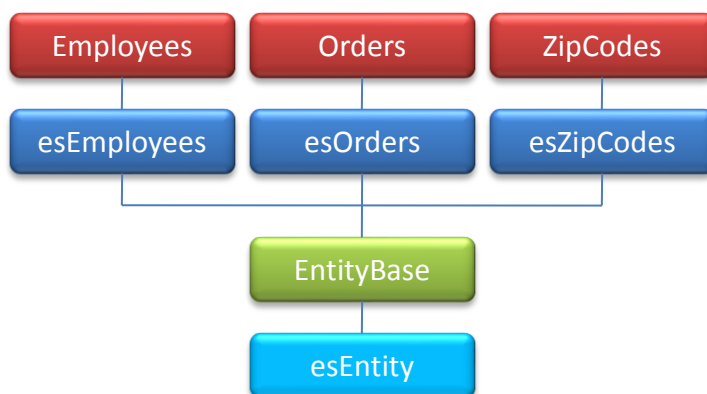 Employees
Orders
ZipCodes
esEmployees
esOrders
esZipCodes
EntityBase
esEntity